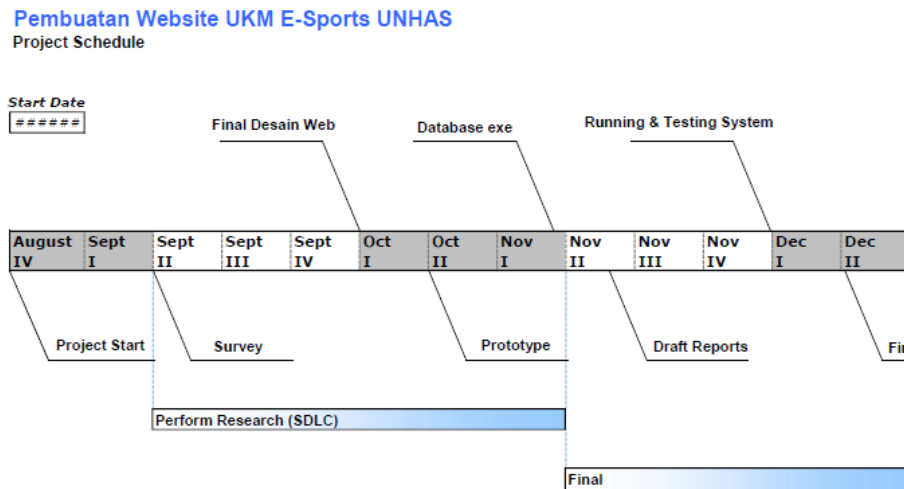 Pembuatan Website UKM E-Sports UNHAS
Project Schedule
Start Date
######
Final Desain Web
Database exe
Running & Testing System
August IV
Sept I
Sept II
Sept III
Sept IV
Oct I
Oct II
Nov I
Nov II
Nov III
Nov IV
Dec I
Dec II
Project Start
Survey
Prototype
Draft Reports
Perform Research (SDLC)
Final